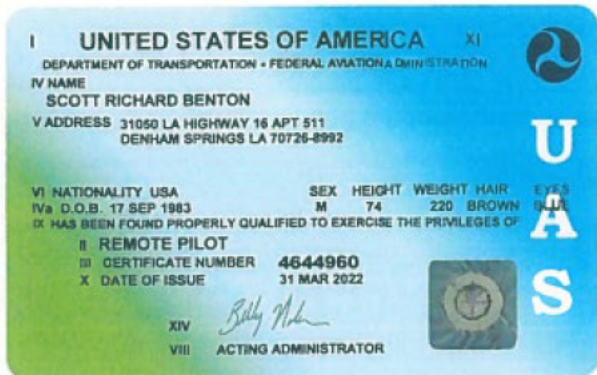 I UNITED STATES OF AMERICA XI
DEPARTMENT OF TRANSPORTATION • FEDERAL AVIATION ADMINISTRATION
IV NAME
SCOTT RICHARD BENTON
V ADDRESS 31050 LA HIGHWAY 16 APT 511
DENHAM SPRINGS LA 70726-8992
VI NATIONALITY USA SEX HEIGHT WEIGHT HAIR EYES
IVa D.O.B. 17 SEP 1983 M 74 220 BROWN BLUE
IX HAS BEEN FOUND PROPERLY QUALIFIED TO EXERCISE THE PRIVILEGES OF
II REMOTE PILOT
III CERTIFICATE NUMBER 4644960
X DATE OF ISSUE 31 MAR 2022
XIV Billy Nolen
VIII ACTING ADMINISTRATOR
UAS